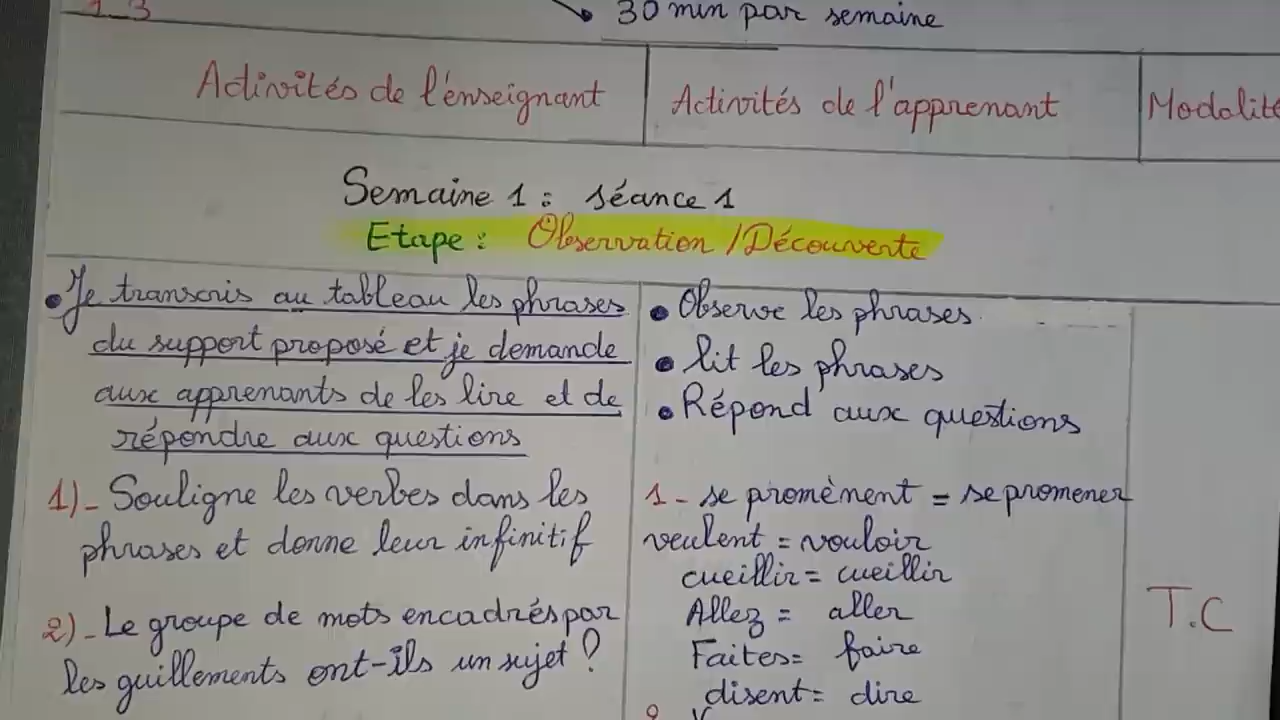 1_3
30 min par semaine
Activités de l'enseignant
Activités de l'apprenant
Modalité
Semaine 1 : séance 1
Etape : Observation / Découverte
• Je transcris au tableau les phrases
du support proposé et je demande
aux apprenants de les lire et de
répondre aux questions
1)- Souligne les verbes dans les
phrases et donne leur infinitif
2)- Le groupe de mots encadrés par
les guillements ont-ils un sujet ?
• Observe les phrases
• lit les phrases
• Répond aux questions
1 - se promènent = se promener
veulent = vouloir
cueillir = cueillir
Allez = aller
Faites = faire
disent = dire
T.C